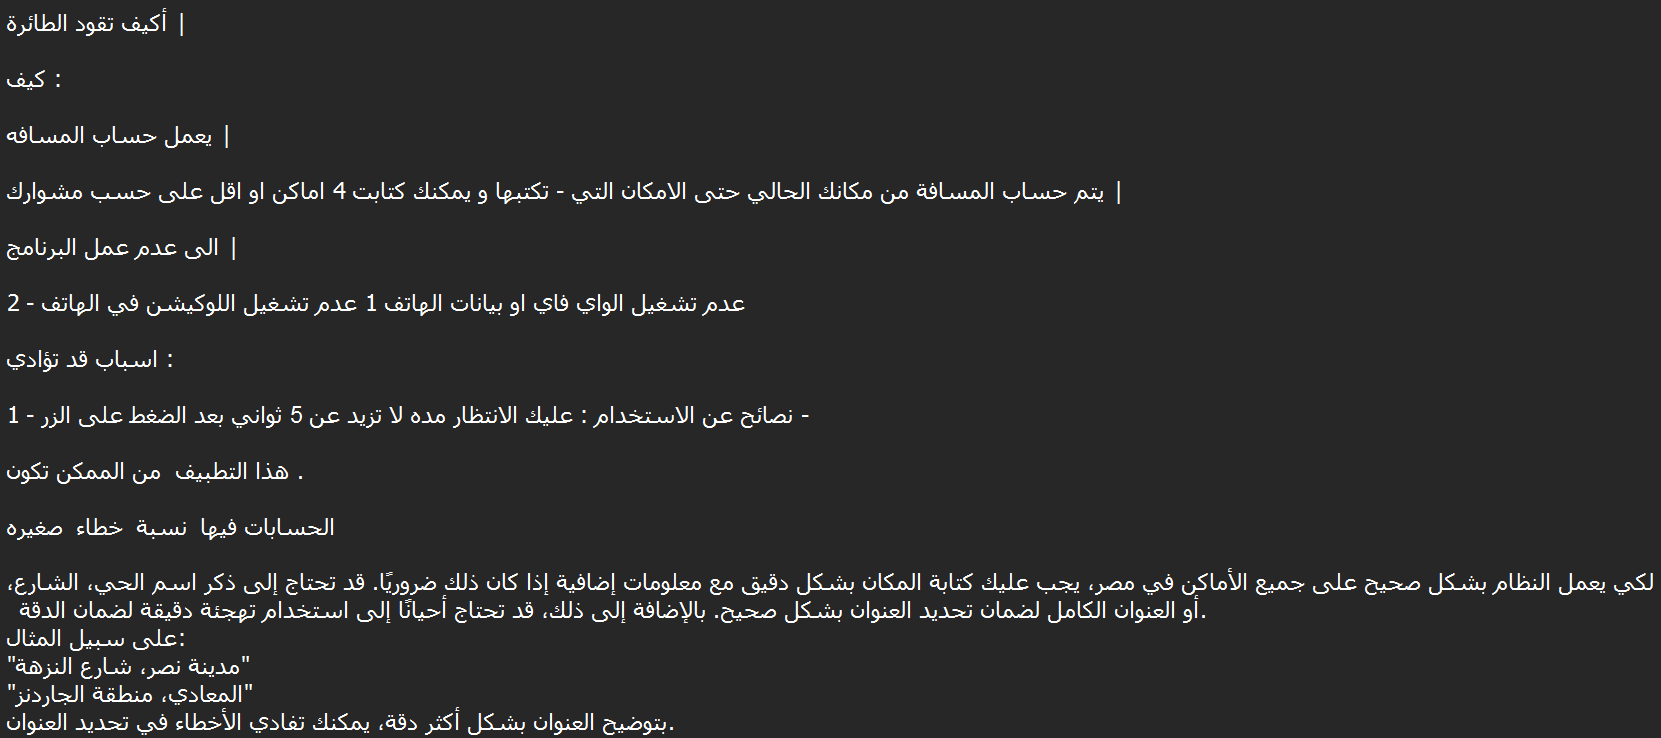 أكيف تقود الطائرة |
كيف :
يعمل حساب المسافه |
يتم حساب المسافة من مكانك الحالي حتى الامكان التي - تكتبها و يمكنك كتابت 4 اماكن او اقل على حسب مشوارك |
الى عدم عمل البرنامج |
2 - عدم تشغيل اللوكيشن في الهاتف 1 عدم تشغيل الواي فاي او بيانات الهاتف
اسباب قد تؤادي :
1 - نصائح عن الاستخدام : عليك الانتظار مده لا تزيد عن 5 ثواني بعد الضغط على الزر -
هذا التطبيف من الممكن تكون .
الحسابات فيها نسبة خطاء صغيره
لكي يعمل النظام بشكل صحيح على جميع الأماكن في مصر، يجب عليك كتابة المكان بشكل دقيق مع معلومات إضافية إذا كان ذلك ضروريًا. قد تحتاج إلى ذكر اسم الحي، الشارع،
أو العنوان الكامل لضمان تحديد العنوان بشكل صحيح. بالإضافة إلى ذلك، قد تحتاج أحيانًا إلى استخدام تهجئة دقيقة لضمان الدقة.
على سبيل المثال:
"مدينة نصر، شارع النزهة"
"المعادي، منطقة الجاردنز"
بتوضيح العنوان بشكل أكثر دقة، يمكنك تفادي الأخطاء في تحديد العنوان.